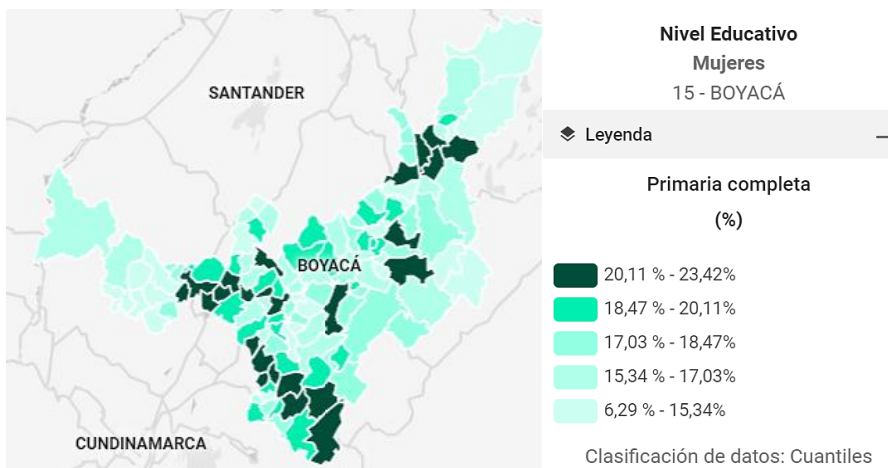 SANTANDER
BOYACÁ
CUNDINAMARCA
Nivel Educativo
Mujeres
15 - BOYACÁ
Leyenda
Primaria completa
(%)
20,11 % - 23,42%
18,47 % - 20,11%
17,03 % - 18,47%
15,34 % - 17,03%
6,29 % - 15,34%
Clasificación de datos: Cuantiles